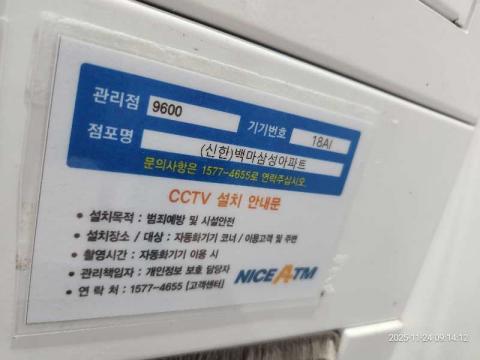 관리점 9600 기기번호 18AI
점포명 (신한)백마삼성아파트
문의사항은 1577-4655로 연락주십시오.
CCTV 설치 안내문
• 설치목적 : 범죄예방 및 시설안전
• 설치장소 / 대상 : 자동화기기 코너 / 이용고객 및 주변
• 촬영시간 : 자동화기기 이용 시
• 관리책임자 : 개인정보 보호 담당자
• 연 락 처 : 1577-4655 [고객센터]
NICE ATM
2025-11-24 09:14:12